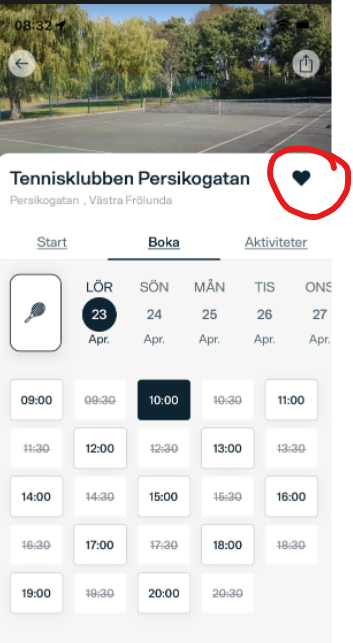 08:32
Tennisklubben Persikogatan
Persikogatan , Västra Frölunda
Start Boka Aktiviteter
LÖR SÖN MÅN TIS ONS
23 24 25 26 27
Apr. Apr. Apr. Apr. Apr.
09:00 09:30 10:00 10:30 11:00
11:30 12:00 12:30 13:00 13:30
14:00 14:30 15:00 15:30 16:00
16:30 17:00 17:30 18:00 18:30
19:00 19:30 20:00 20:30